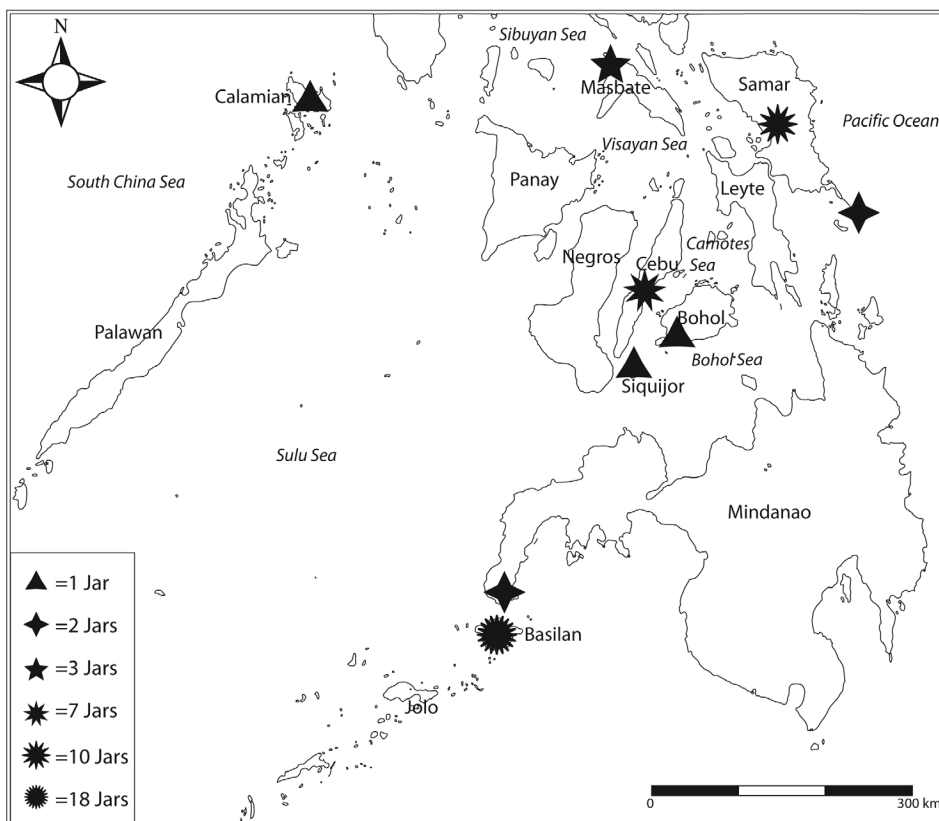 N
Sibuyan Sea
Calamian
Masbate
Samar
Pacific Ocean
Visayan Sea
South China Sea
Panay
Leyte
Camotes
Sea
Negros
Cebu
Bohol
Palawan
Bohol Sea
Siquijor
Sulu Sea
Mindanao
=1 Jar
=2 Jars
Basilan
=3 Jars
Jolo
=7 Jars
=10 Jars
=18 Jars
0
300 km